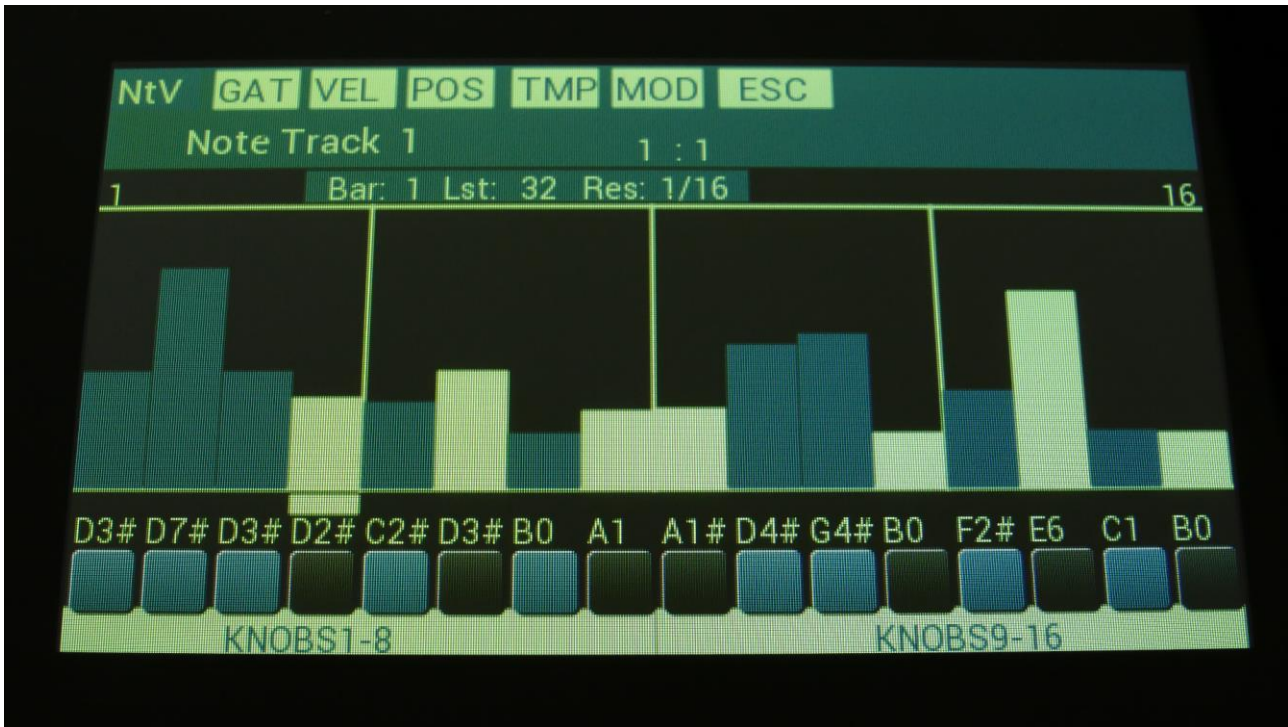 NtV GAT VEL POS TMP MOD ESC
Note Track 1 1 : 1
1 Bar: 1 Lst: 32 Res: 1/16 16
D3# D7# D3# D2# C2# D3# B0 A1 A1# D4# G4# B0 F2# E6 C1 B0
KNOBS1-8 KNOBS9-16